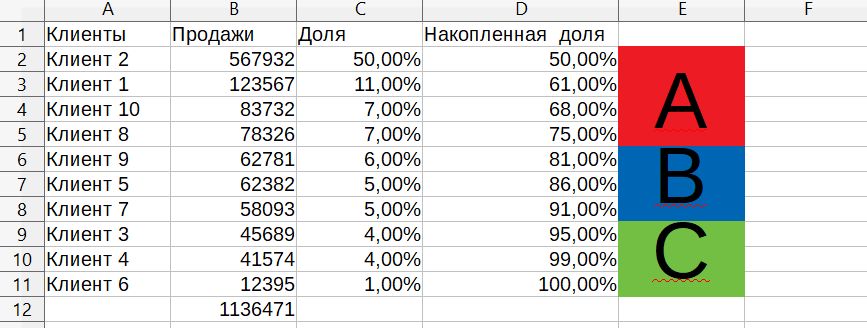 A B C D E F
1 Клиенты Продажи Доля Накопленная доля
2 Клиент 2 567932 50,00% 50,00%
3 Клиент 1 123567 11,00% 61,00%
4 Клиент 10 83732 7,00% 68,00%
5 Клиент 8 78326 7,00% 75,00%
A
6 Клиент 9 62781 6,00% 81,00%
7 Клиент 5 62382 5,00% 86,00%
8 Клиент 7 58093 5,00% 91,00%
B
9 Клиент 3 45689 4,00% 95,00%
10 Клиент 4 41574 4,00% 99,00%
11 Клиент 6 12395 1,00% 100,00%
C
12 1136471